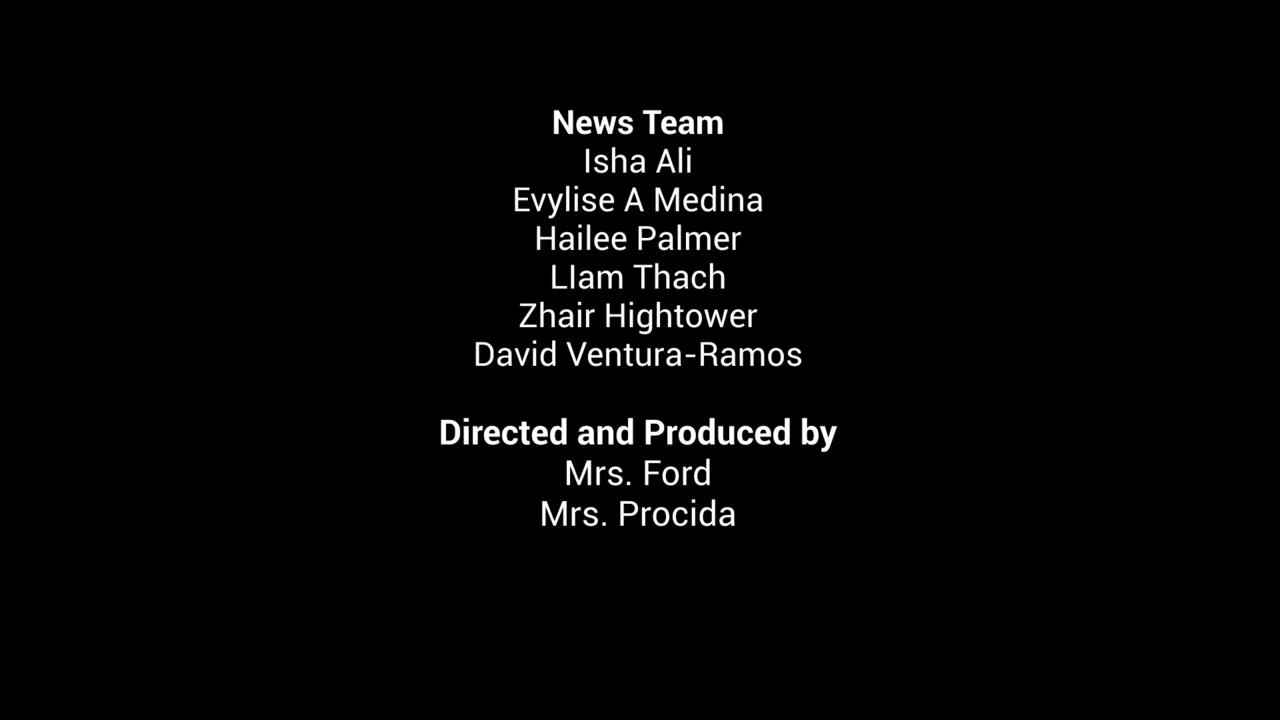 News Team
Isha Ali
Evylise A Medina
Hailee Palmer
LIam Thach
Zhair Hightower
David Ventura-Ramos
Directed and Produced by
Mrs. Ford
Mrs. Procida